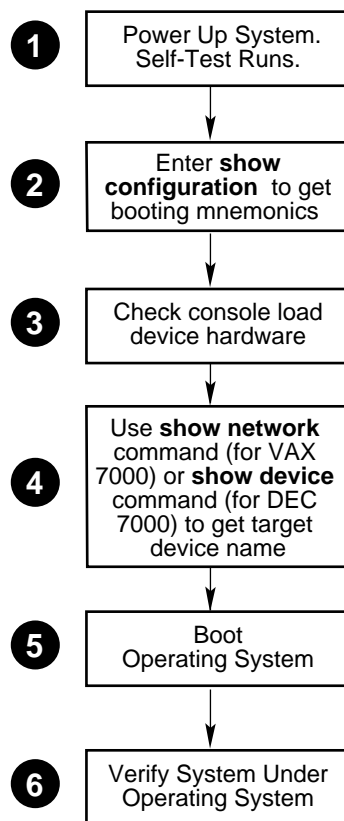 1
Power Up System.
Self-Test Runs.
2
Enter show
configuration to get
booting mnemonics
3
Check console load
device hardware
4
Use show network
command (for VAX
7000) or show device
command (for DEC
7000) to get target
device name
5
Boot
Operating System
6
Verify System Under
Operating System